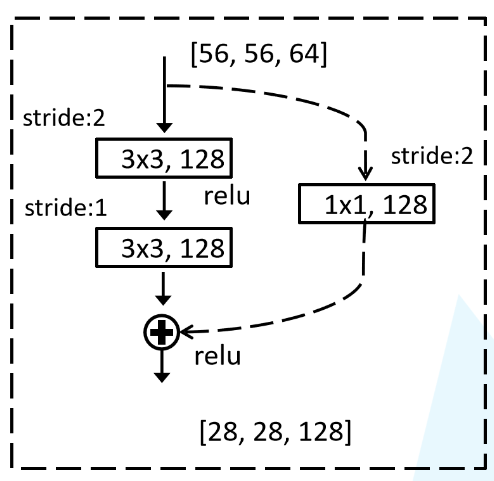 [56, 56, 64]
stride:2
3x3, 128
stride:2
relu
stride:1
1x1, 128
3x3, 128
relu
[28, 28, 128]